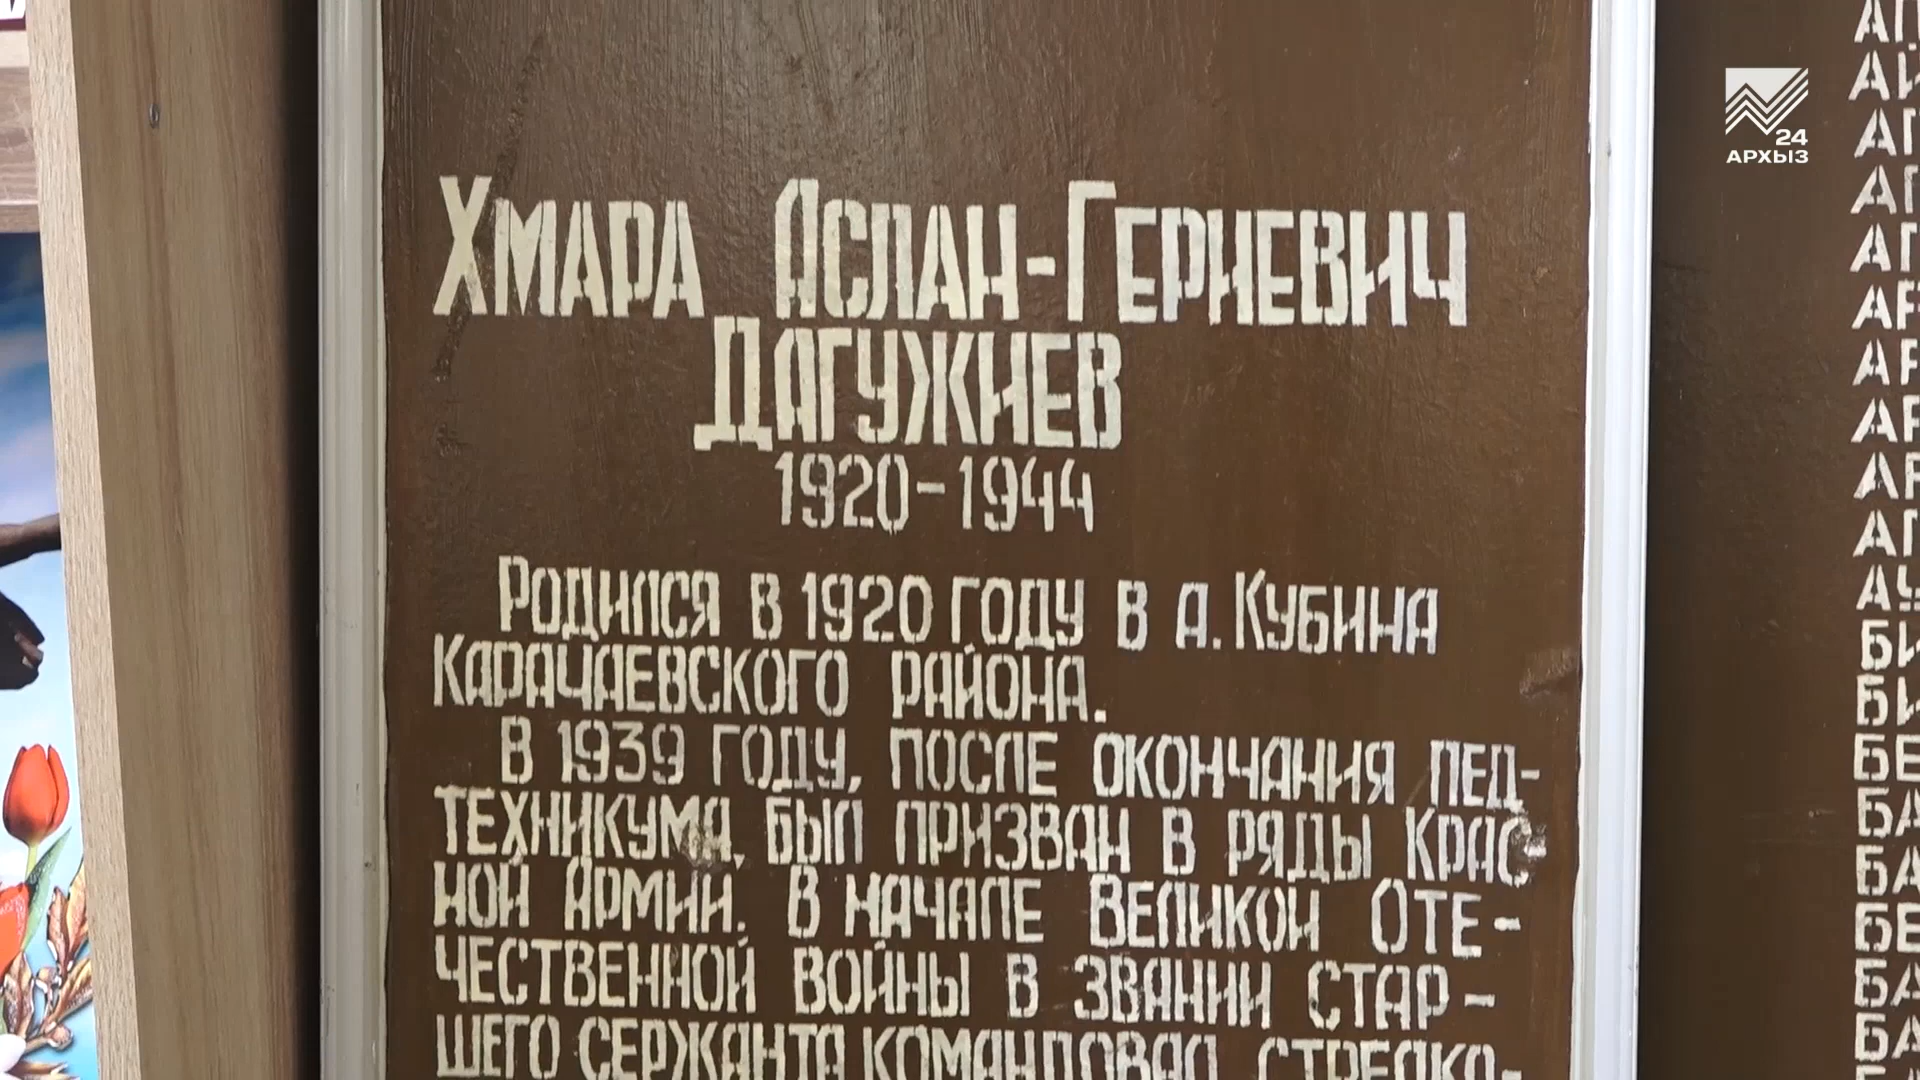 24
АРХЫЗ
ХМАРА АСЛАН-ГЕРИЕВИЧ
ДАГУЖИЕВ
1920-1944
РОДИЛСЯ В 1920 ГОДУ В А. КУБИНА
КАРАЧАЕВСКОГО РАЙОНА.
В 1939 ГОДУ, ПОСЛЕ ОКОНЧАНИЯ ПЕД-
ТЕХНИКУМА, БЫЛ ПРИЗВАН В РЯДЫ КРАС-
НОЙ АРМИИ. В НАЧАЛЕ ВЕЛИКОЙ ОТЕ-
ЧЕСТВЕННОЙ ВОЙНЫ В ЗВАНИИ СТАР-
ШЕГО СЕРЖАНТА КОМАНДОВАЛ СТРЕЛКО-